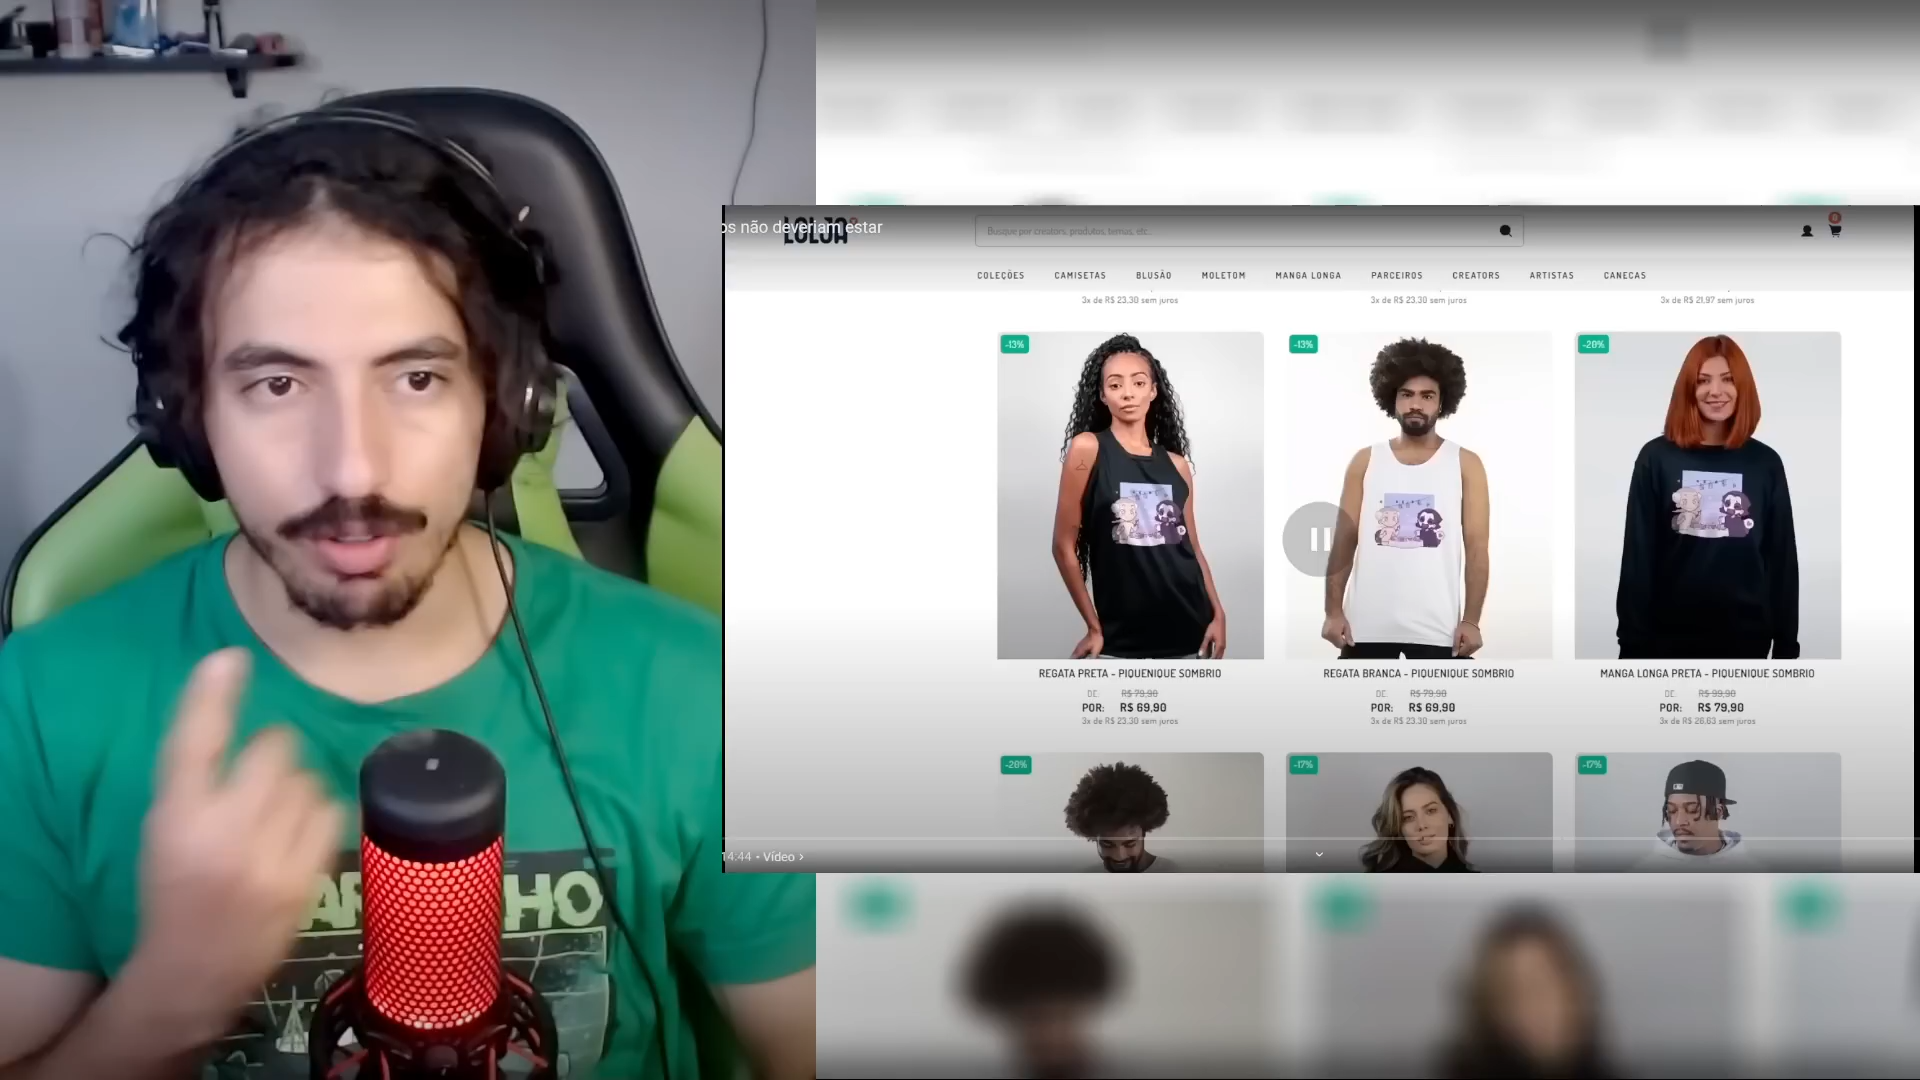 os não deveriam estar
LOLJA
Busque por creators, produtos, temas, etc...
0
COLEÇÕES CAMISETAS BLUSÃO MOLETOM MANGA LONGA PARCEIROS CREATORS ARTISTAS CANECAS
3x de R$ 23.30 sem juros
3x de R$ 23.30 sem juros
3x de R$ 21.97 sem juros
-13%
-13%
-20%
REGATA PRETA - PIQUENIQUE SOMBRIO
DE: R$ 79,90
POR: R$ 69,90
3x de R$ 23.30 sem juros
REGATA BRANCA - PIQUENIQUE SOMBRIO
DE: R$ 79,90
POR: R$ 69,90
3x de R$ 23.30 sem juros
MANGA LONGA PRETA - PIQUENIQUE SOMBRIO
DE: R$ 99,90
POR: R$ 79,90
3x de R$ 26.63 sem juros
-20%
-17%
-17%
14:44 • Vídeo ›
HO